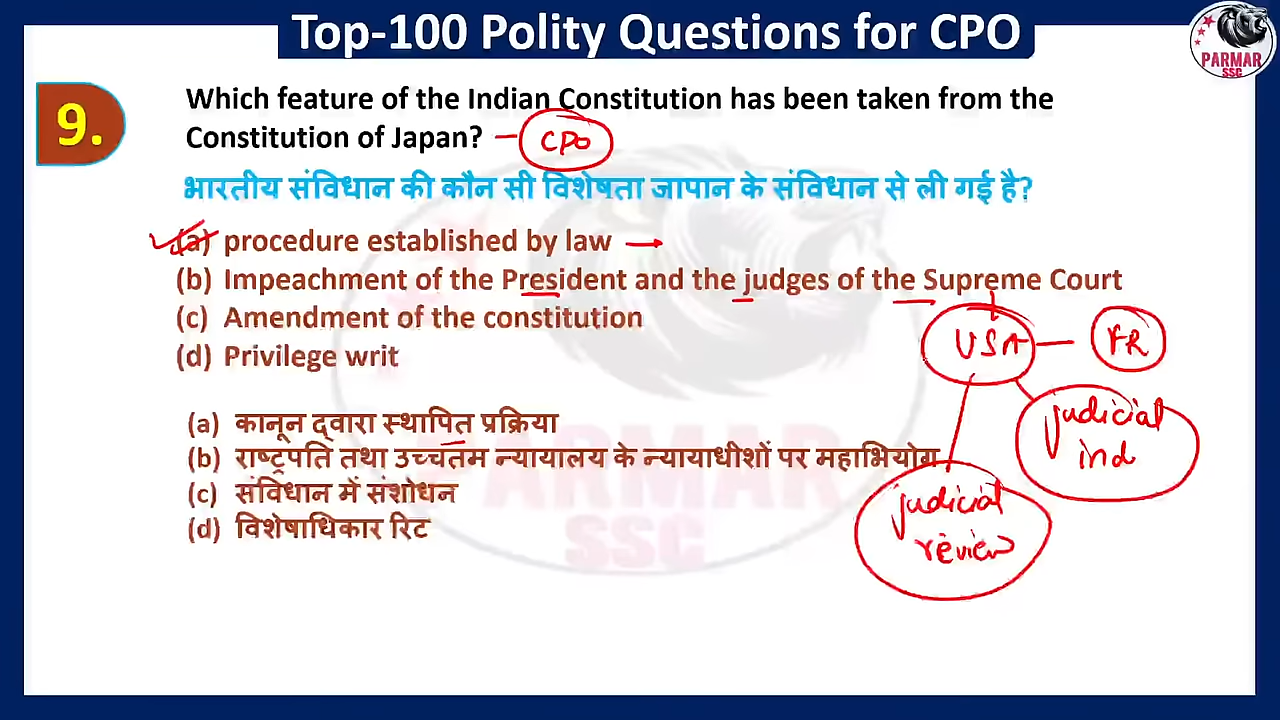 Top-100 Polity Questions for CPO
PARMAR
SSC
9.
Which feature of the Indian Constitution has been taken from the
Constitution of Japan? – CPO
भारतीय संविधान की कौन सी विशेषता जापान के संविधान से ली गई है?
(a) procedure established by law
(b) Impeachment of the President and the judges of the Supreme Court
(c) Amendment of the constitution
(d) Privilege writ
USA – FR
judicial
ind
judicial
review
(a) कानून द्वारा स्थापित प्रक्रिया
(b) राष्ट्रपति तथा उच्चतम न्यायालय के न्यायाधीशों पर महाभियोग
(c) संविधान में संशोधन
(d) विशेषाधिकार रिट
PARMAR
SSC